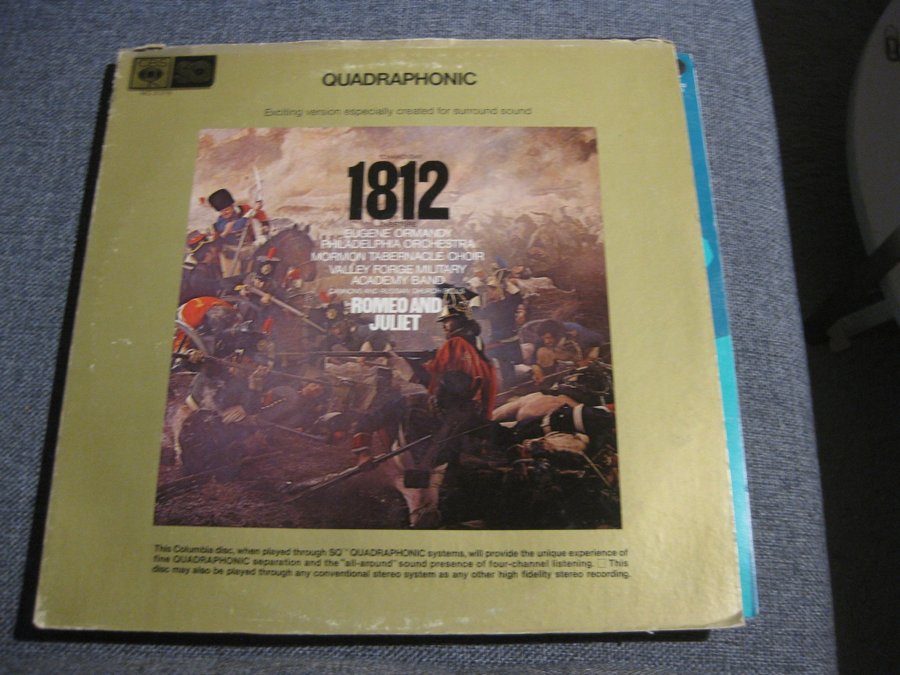 CBS
SQ
QUADRAPHONIC
Exciting version especially created for surround sound
1812
EUGENE ORMANDY
PHILADELPHIA ORCHESTRA
MORMON TABERNACLE CHOIR
VALLEY FORGE MILITARY
ACADEMY BAND
ROMEO AND
JULIET
This Columbia disc, when played through SQ™ QUADRAPHONIC systems, will provide the unique experience of
fine QUADRAPHONIC separation and the "all-around" sound presence of four-channel listening. □ This
disc may also be played through any conventional stereo system as any other high fidelity stereo recording.